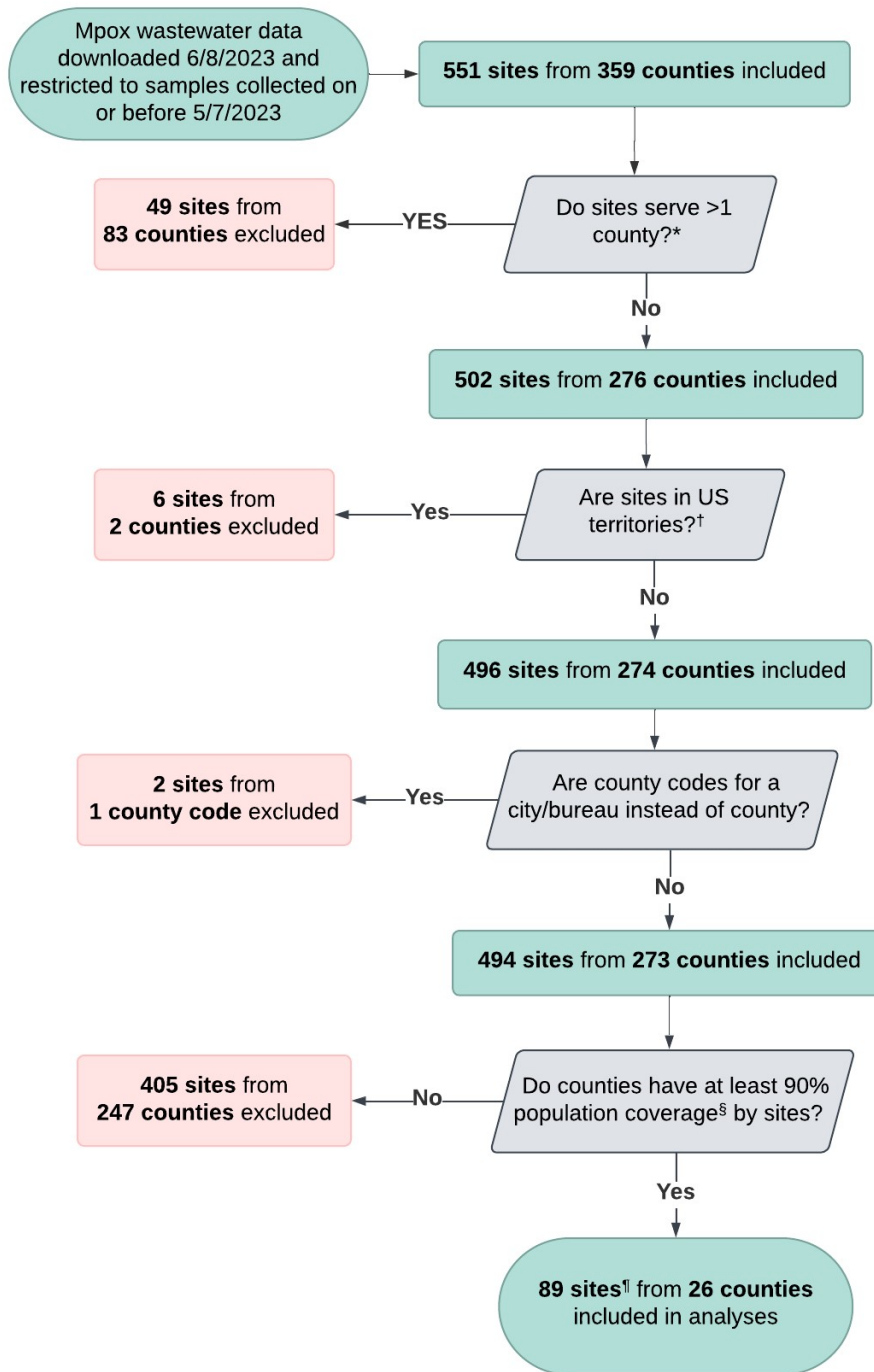 Mpox wastewater data
downloaded 6/8/2023 and
restricted to samples collected on
or before 5/7/2023
551 sites from 359 counties included
Do sites serve >1
county?*
YES
49 sites from
83 counties excluded
No
502 sites from 276 counties included
Are sites in US
territories?†
Yes
6 sites from
2 counties excluded
No
496 sites from 274 counties included
Are county codes for a
city/bureau instead of county?
Yes
2 sites from
1 county code excluded
No
494 sites from 273 counties included
Do counties have at least 90%
population coverage§ by sites?
No
405 sites from
247 counties excluded
Yes
89 sites¶ from 26 counties
included in analyses